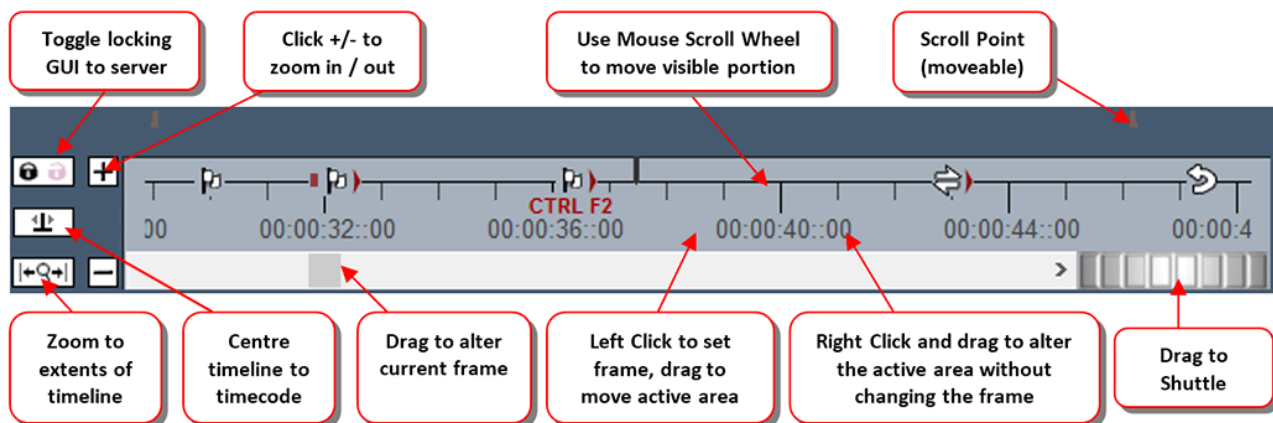 Toggle locking
GUI to server
Click +/- to
zoom in / out
Use Mouse Scroll Wheel
to move visible portion
Scroll Point
(moveable)
CTRL F2
00 00:00:32::00 00:00:36::00 00:00:40::00 00:00:44::00 00:00:4
Zoom to
extents of
timeline
Centre
timeline to
timecode
Drag to alter
current frame
Left Click to set
frame, drag to
move active area
Right Click and drag to alter
the active area without
changing the frame
Drag to
Shuttle